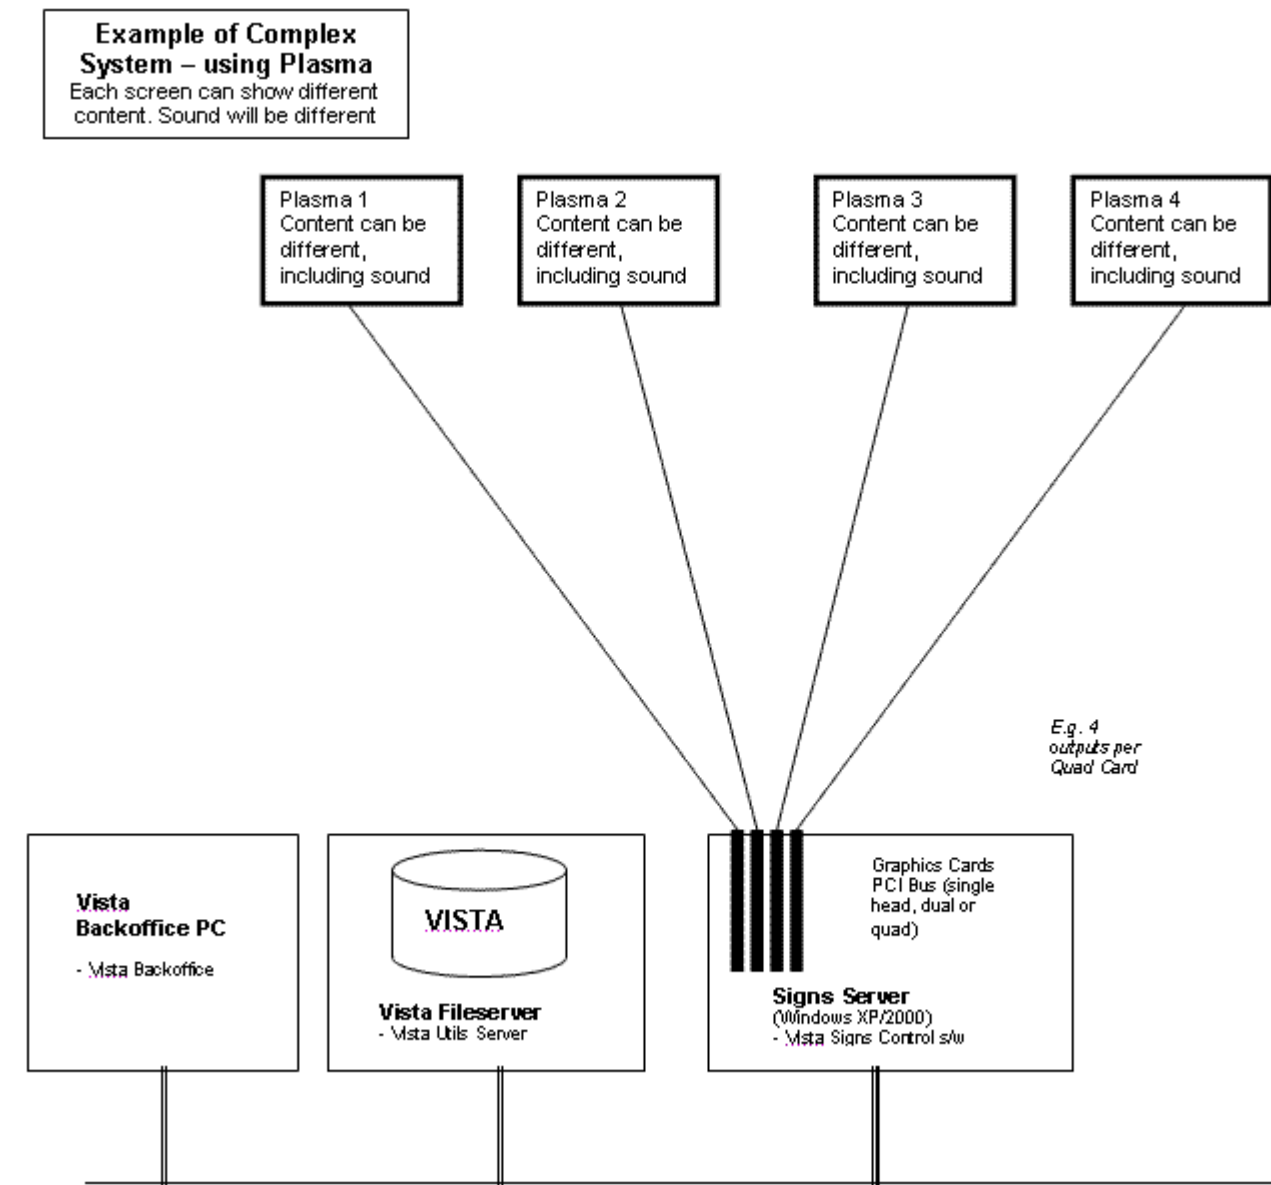 Example of Complex
System – using Plasma
Each screen can show different
content. Sound will be different
Plasma 1
Content can be
different,
including sound
Plasma 2
Content can be
different,
including sound
Plasma 3
Content can be
different,
including sound
Plasma 4
Content can be
different,
including sound
E.g. 4
outputs per
Quad Card
Vista
Backoffice PC
- Vista Backoffice
VISTA
Vista Fileserver
- Vista Utils Server
Graphics Cards
PCI Bus (single
head, dual or
quad)
Signs Server
(Windows XP/2000)
- Vista Signs Control s/w